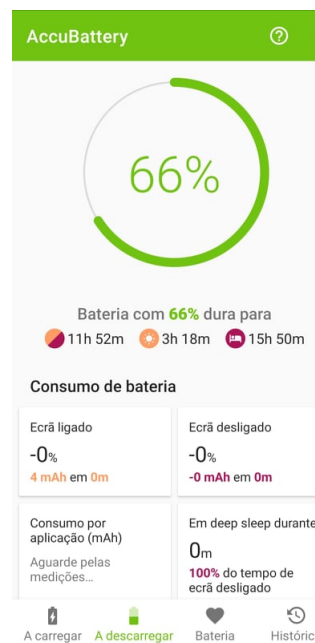 AccuBattery
66%
Bateria com 66% dura para
11h 52m 3h 18m 15h 50m
Consumo de bateria
Ecrã ligado
-0%
4 mAh em 0m
Ecrã desligado
-0%
-0 mAh em 0m
Consumo por
aplicação (mAh)
Aguarde pelas
medições...
Em deep sleep durante
0m
100% do tempo de
ecrã desligado
A carregar A descarregar Bateria Históric